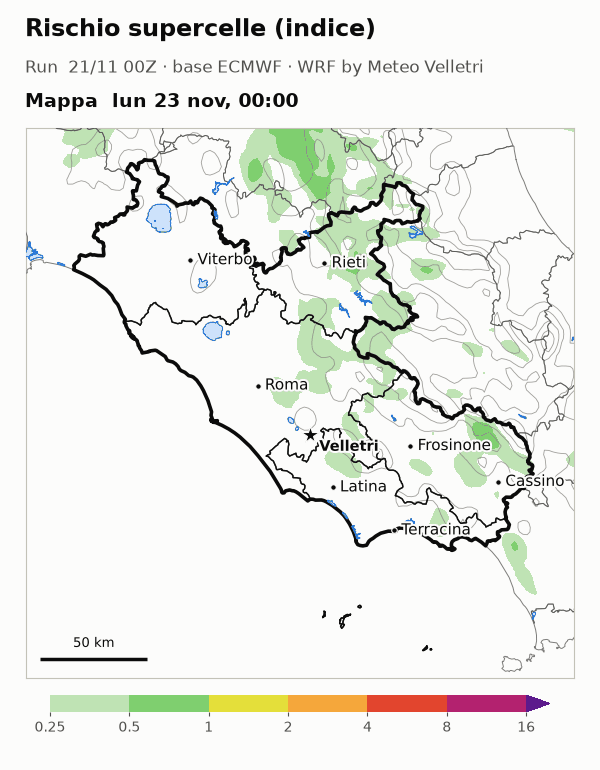 Rischio supercelle (indice)
Run  21/11 00Z · base ECMWF · WRF by Meteo Velletri
Mappa  lun 23 nov, 00:00
Viterbo
Rieti
Roma
Velletri
Frosinone
Latina
Cassino
Terracina
50 km
0.25 0.5 1 2 4 8 16